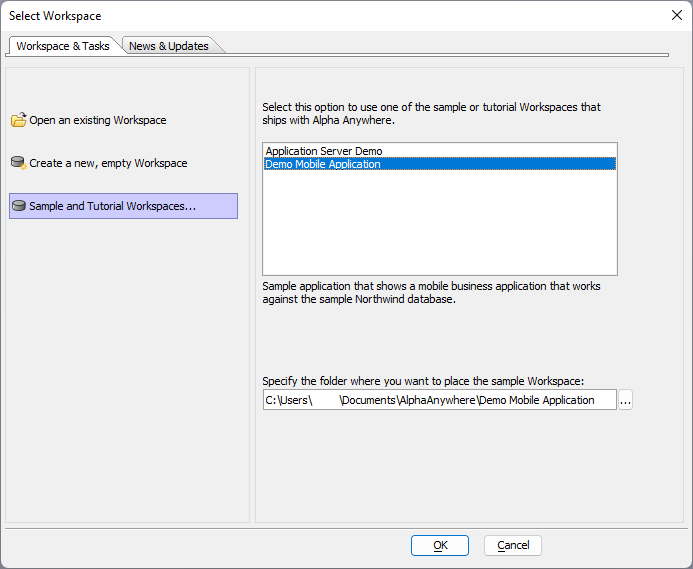 Select Workspace
Workspace & Tasks
News & Updates
Open an existing Workspace
Create a new, empty Workspace
Sample and Tutorial Workspaces...
Select this option to use one of the sample or tutorial Workspaces that
ships with Alpha Anywhere.
Application Server Demo
Demo Mobile Application
Sample application that shows a mobile business application that works
against the sample Northwind database.
Specify the folder where you want to place the sample Workspace:
C:\Users\ \Documents\AlphaAnywhere\Demo Mobile Application
...
OK
Cancel